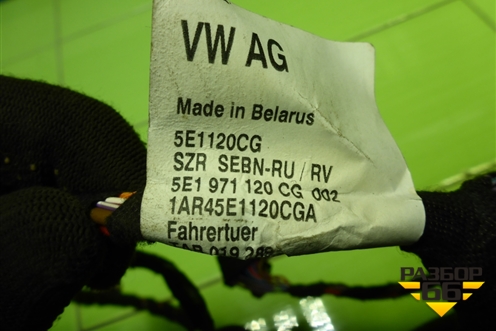 VW AG
Made in Belarus
5E1120CG
SZR SEBN-RU / RV
5E1 971 120 CG 002
1AR45E1120CGA
Fahrertuer
019
РАЗБОР
66